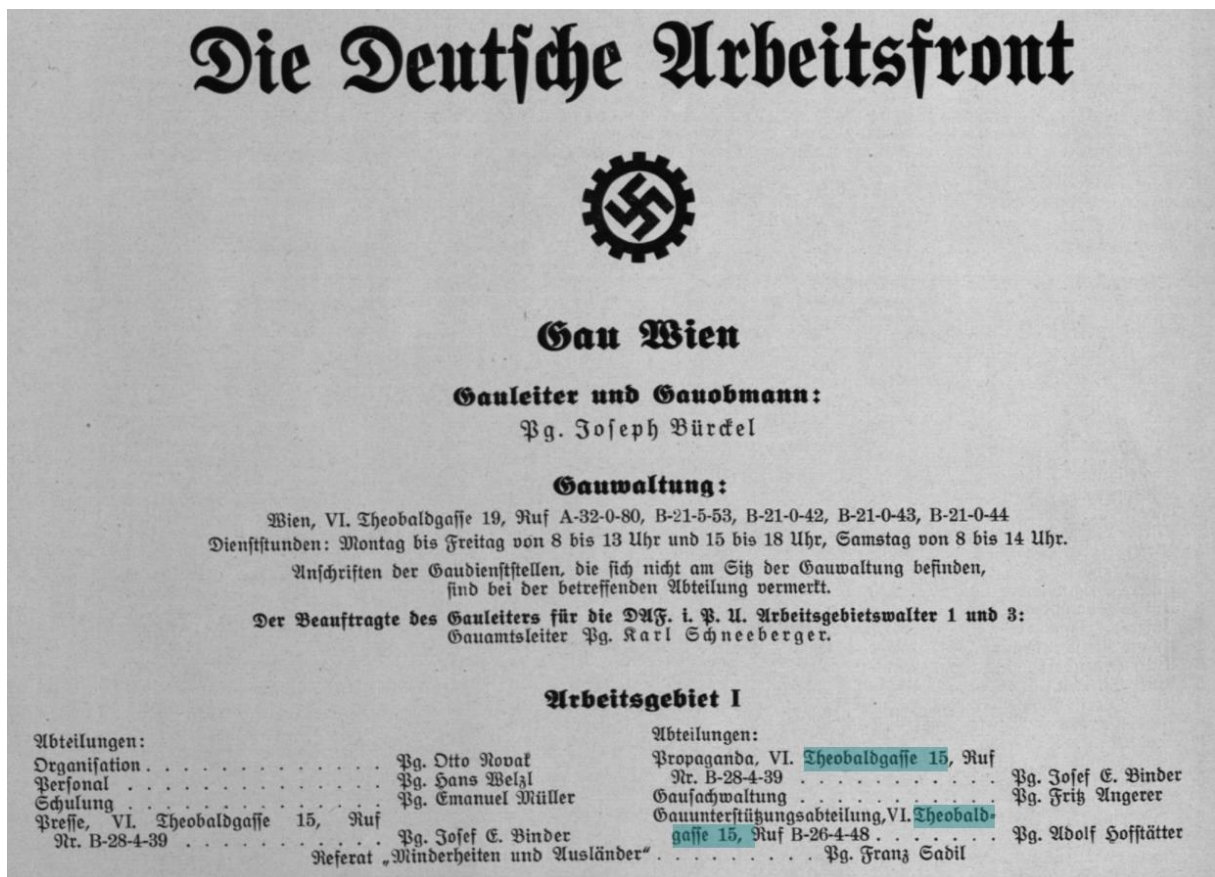 Die Deutsche Arbeitsfront
Gau Wien
Gauleiter und Gauobmann:
Pg. Joseph Bürckel
Gauwaltung:
Wien, VI. Theobaldgasse 19, Ruf A-32-0-80, B-21-5-53, B-21-0-42, B-21-0-43, B-21-0-44
Dienststunden: Montag bis Freitag von 8 bis 13 Uhr und 15 bis 18 Uhr, Samstag von 8 bis 14 Uhr.
Anschriften der Gaudienststellen, die sich nicht am Sitz der Gauwaltung befinden,
sind bei der betreffenden Abteilung vermerkt.
Der Beauftragte des Gauleiters für die DAF. i. P. U. Arbeitsgebietswalter 1 und 3:
Gauamtsleiter Pg. Karl Schneeberger.
Arbeitsgebiet I
Abteilungen:
Organisation . . . . . . . . . . . . Pg. Otto Novak
Personal . . . . . . . . . . . . . Pg. Hans Welzl
Schulung . . . . . . . . . . . . . Pg. Emanuel Müller
Presse, VI. Theobaldgasse 15, Ruf
Nr. B-28-4-39 . . . . . . . . . . Pg. Josef E. Binder
Abteilungen:
Propaganda, VI. Theobaldgasse 15, Ruf
Nr. B-28-4-39 . . . . . . . . . . Pg. Josef E. Binder
Gaufachwaltung . . . . . . . . . . Pg. Fritz Angerer
Gauunterstützungsabteilung, VI. Theobald-
gasse 15, Ruf B-26-4-48 . . . . . . Pg. Adolf Hofstätter
Referat „Minderheiten und Ausländer" . . . . . . . . . Pg. Franz Sadil